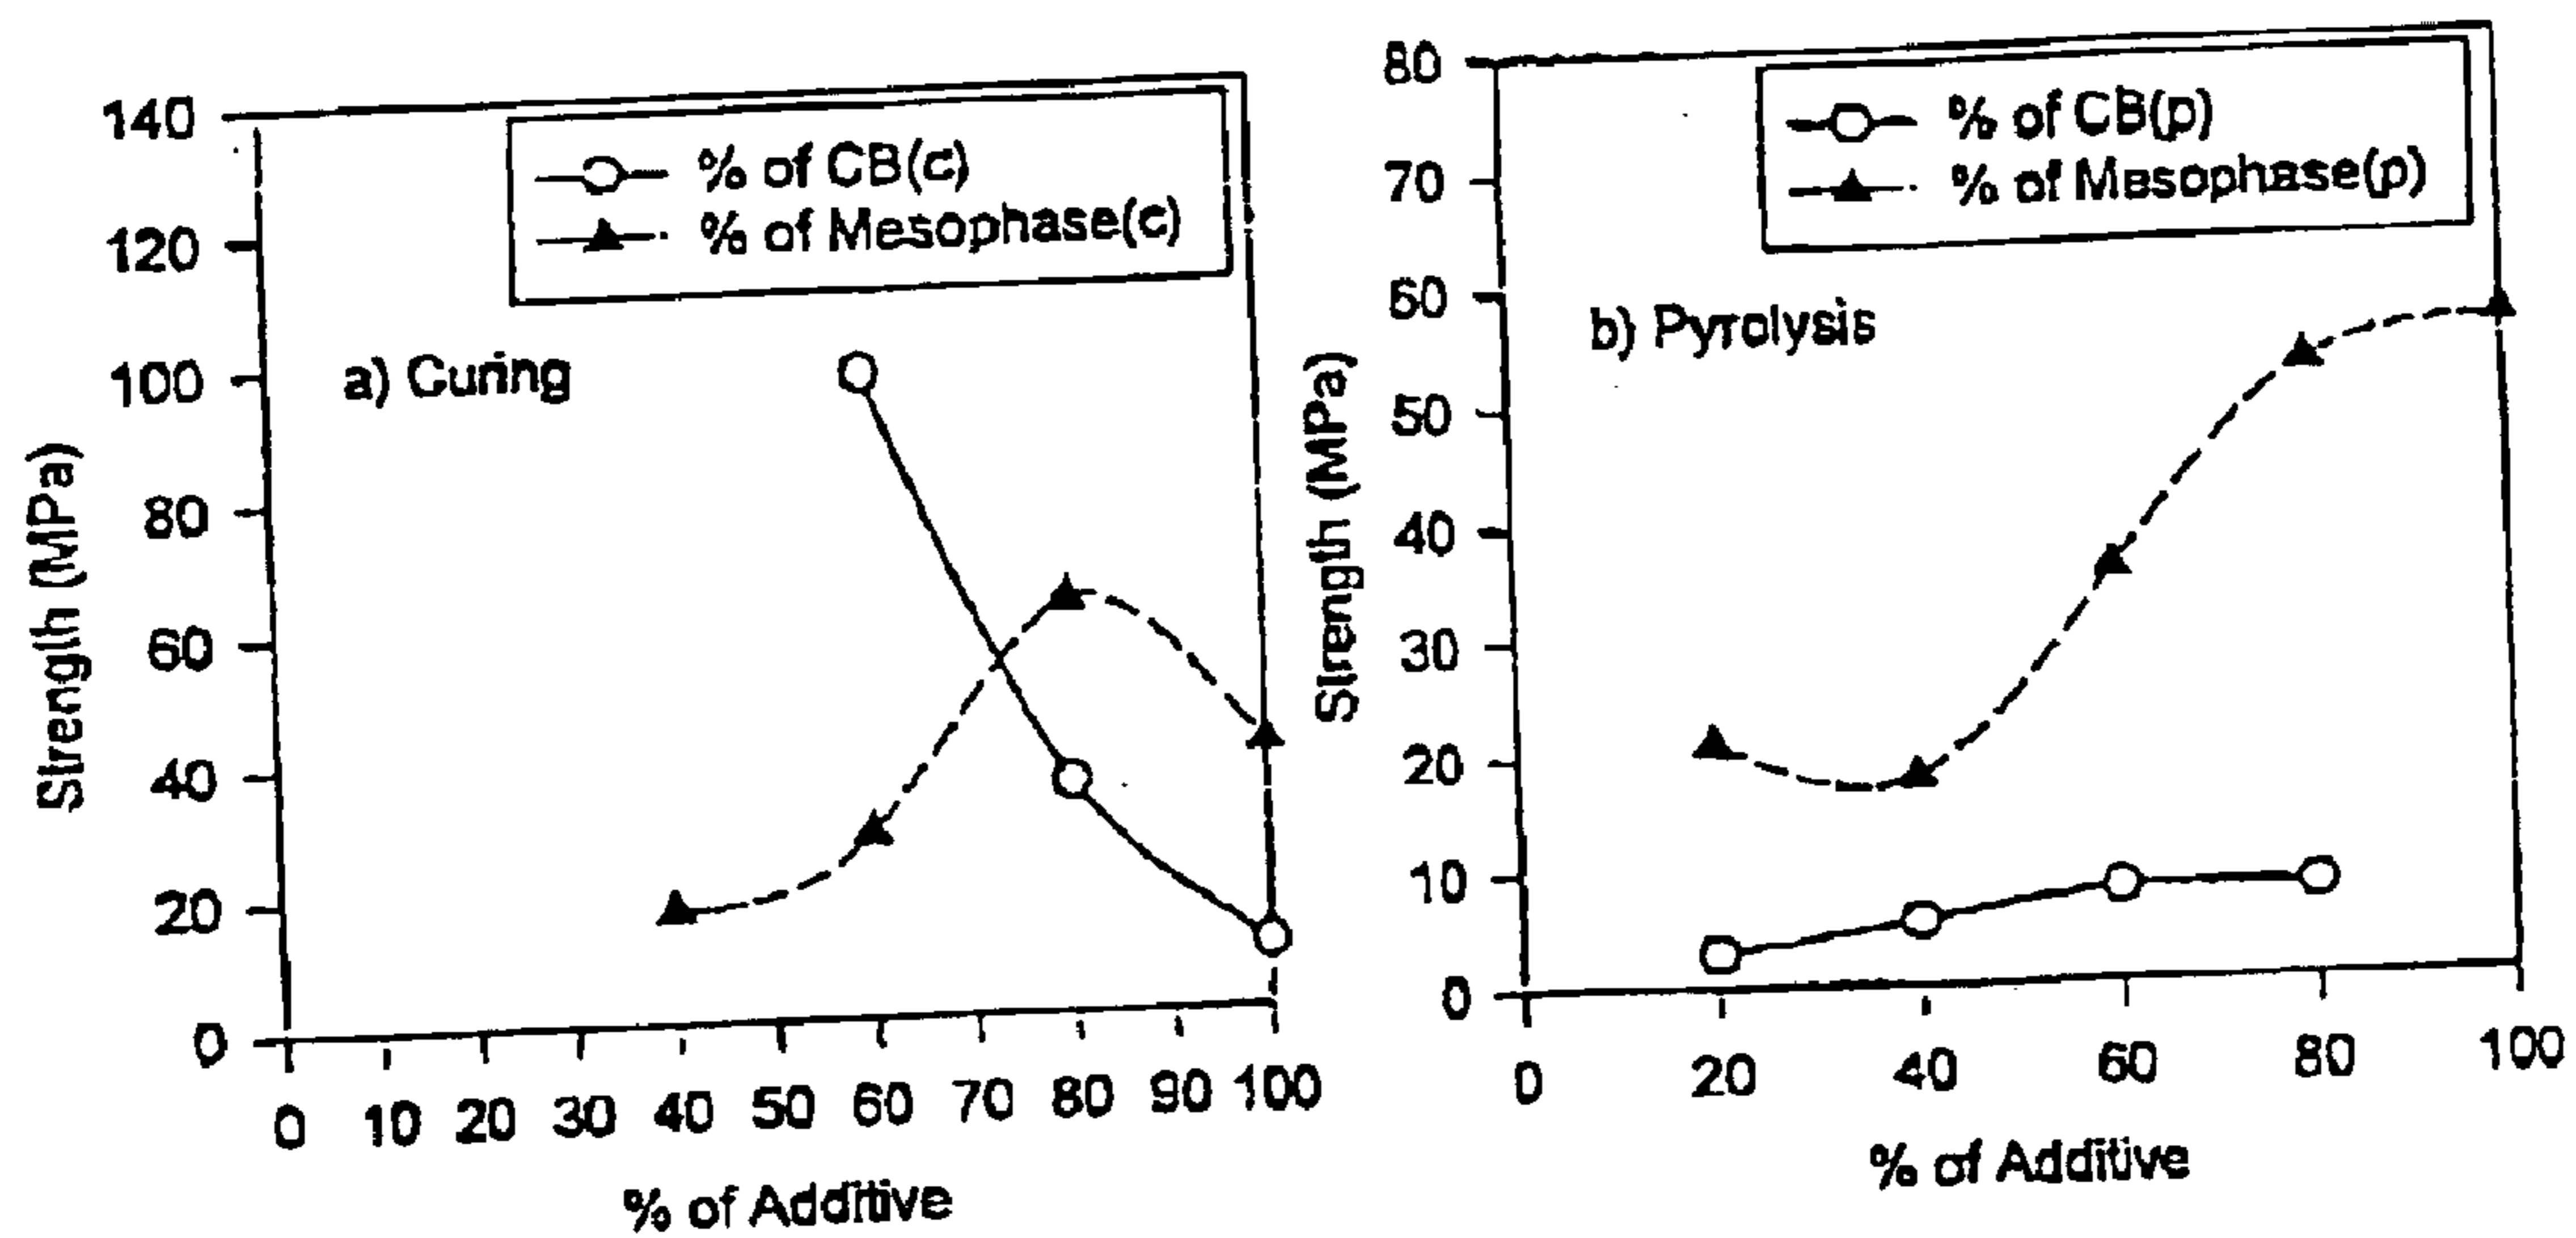 140
120
100
80
60
40
20
0
Strength (MPa)
% of CB(c)
% of Mesophase(c)
a) Curing
0 10 20 30 40 50 60 70 80 90 100
% of Additive
80
70
60
50
40
30
20
10
0
Strength (MPa)
% of CB(p)
% of Mesophase(p)
b) Pyrolysis
0 20 40 60 80 100
% of Additive